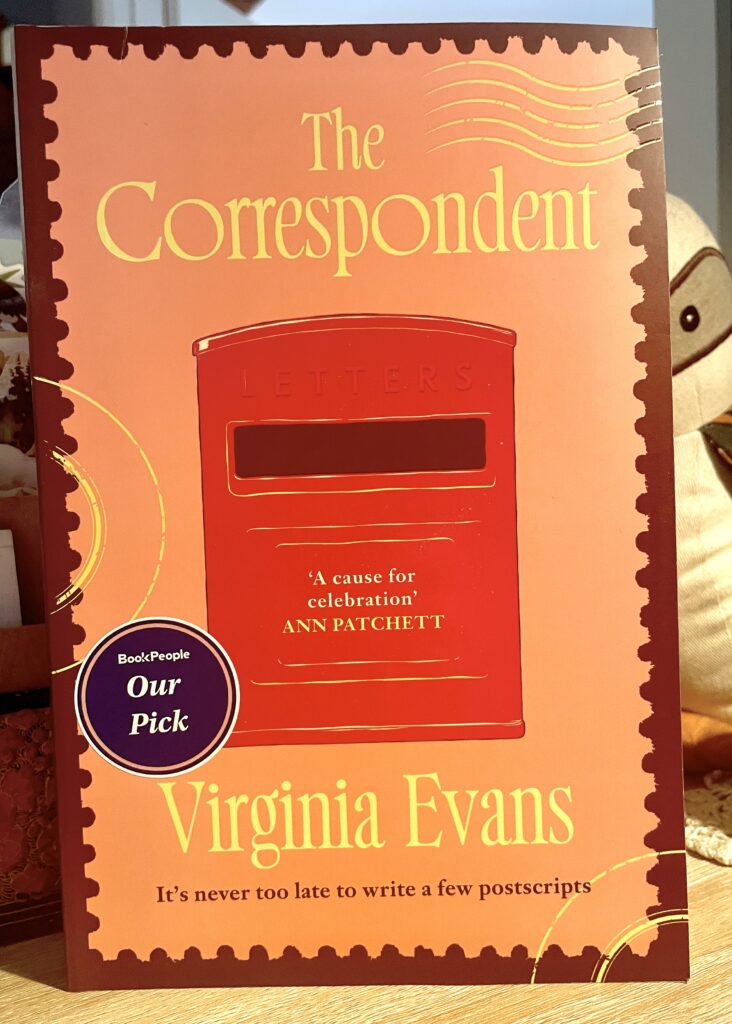 The
Correspondent
LETTERS
‘A cause for
celebration’
ANN PATCHETT
BookPeople
Our
Pick
Virginia Evans
It’s never too late to write a few postscripts